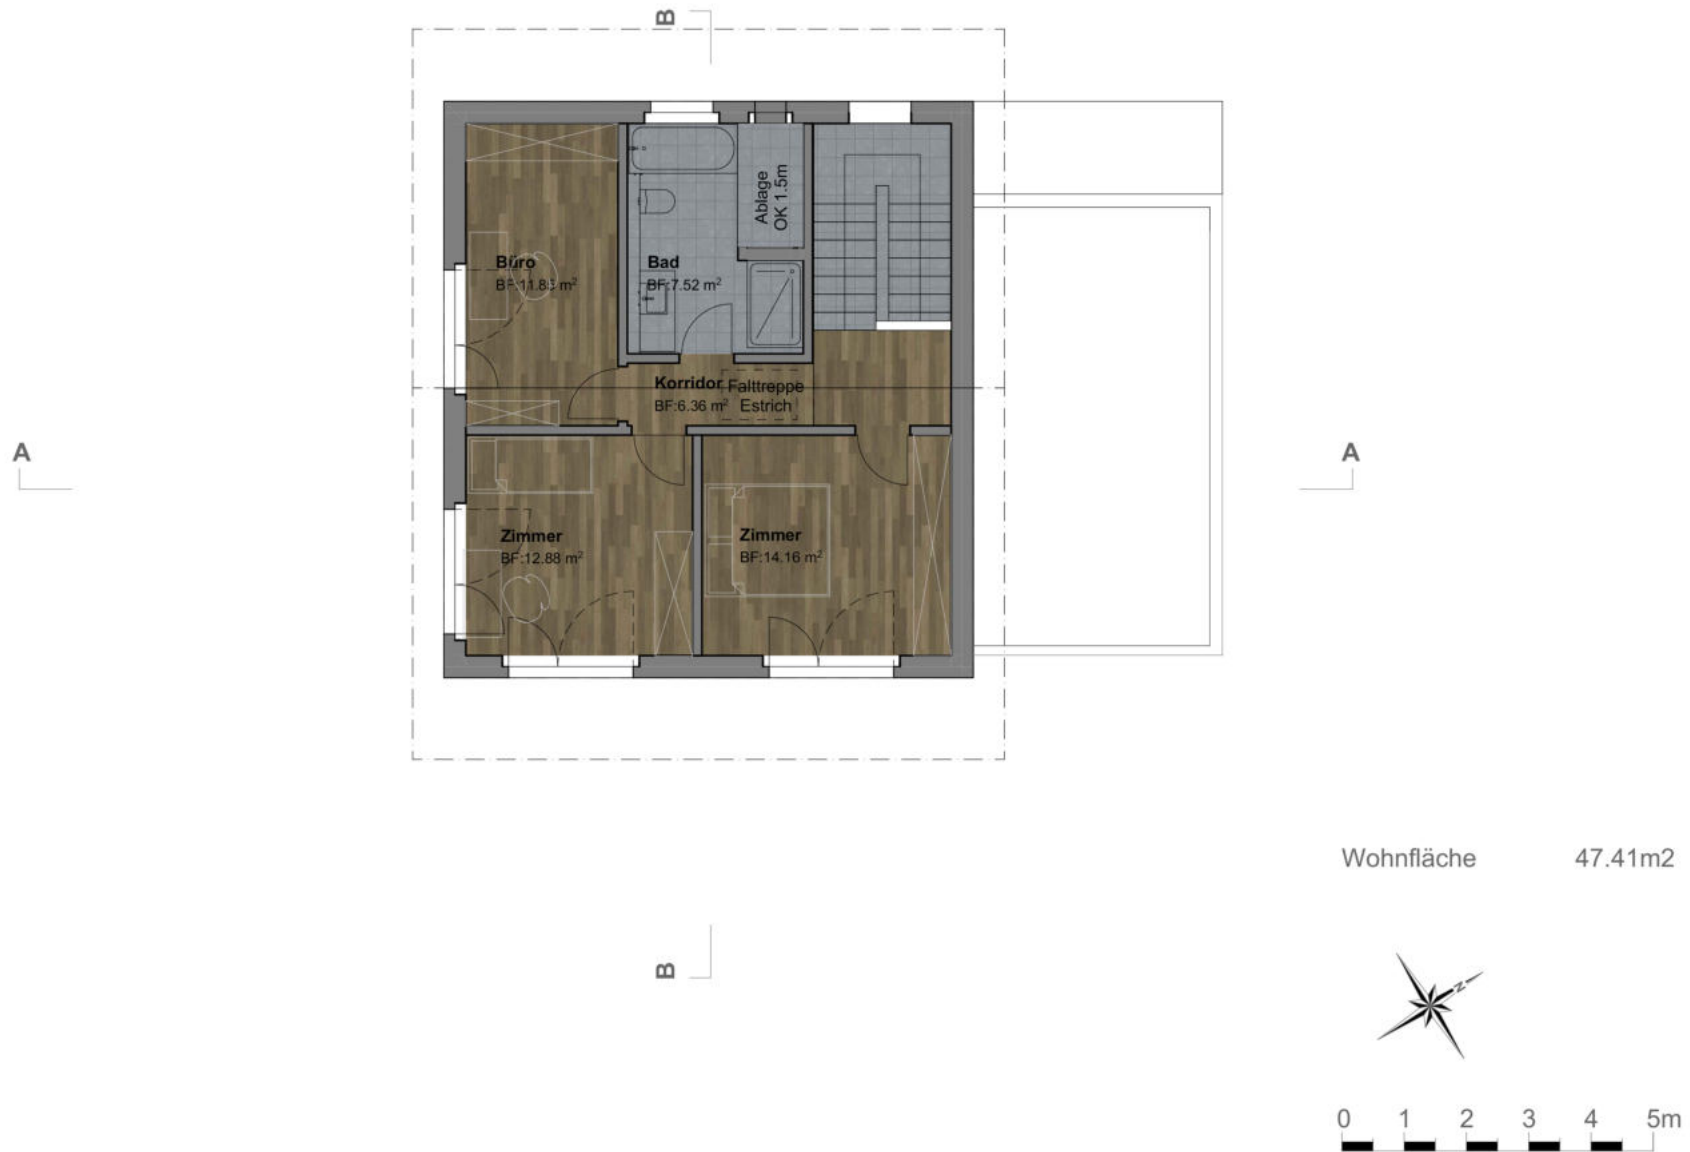 B
Büro
m²
Bad
BF:7.52 m²
Ablage
OK 1.5m
Korridor
BF:6.36 m²
Falttreppe
Estrich
A
A
Zimmer
BF:12.88 m²
Zimmer
BF:14.16 m²
Wohnfläche 47.41m2
B
N
0 1 2 3 4 5m